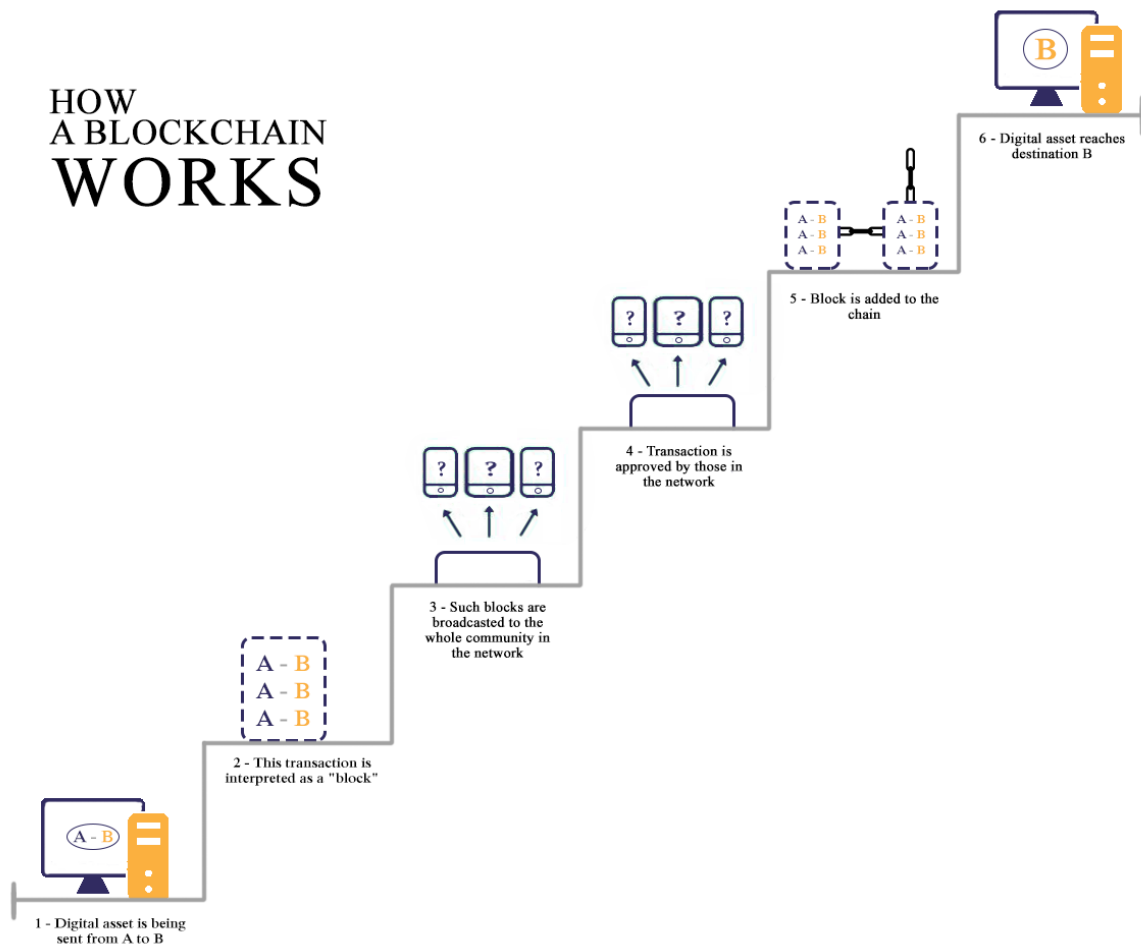 HOW
A BLOCKCHAIN
WORKS
B
6 - Digital asset reaches
destination B
A - B
A - B
A - B
A - B
A - B
A - B
5 - Block is added to the
chain
?
?
?
4 - Transaction is
approved by those in
the network
?
?
?
3 - Such blocks are
broadcasted to the
whole community in
the network
A - B
A - B
A - B
2 - This transaction is
interpreted as a "block"
A - B
1 - Digital asset is being
sent from A to B